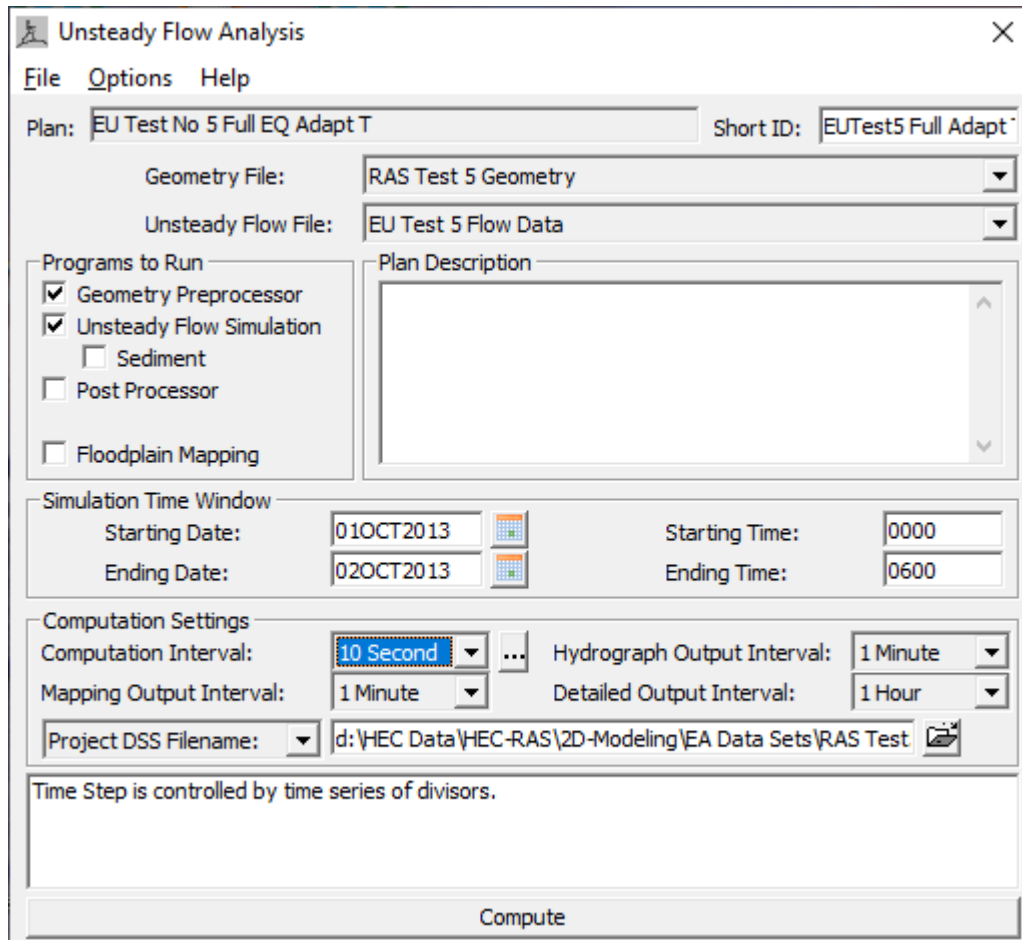 Unsteady Flow Analysis
File Options Help
Plan: EU Test No 5 Full EQ Adapt T Short ID: EUTest5 Full Adapt
Geometry File: RAS Test 5 Geometry
Unsteady Flow File: EU Test 5 Flow Data
Programs to Run Plan Description
Geometry Preprocessor
Unsteady Flow Simulation
Sediment
Post Processor
Floodplain Mapping
Simulation Time Window
Starting Date: 01OCT2013 Starting Time: 0000
Ending Date: 02OCT2013 Ending Time: 0600
Computation Settings
Computation Interval: 10 Second ... Hydrograph Output Interval: 1 Minute
Mapping Output Interval: 1 Minute Detailed Output Interval: 1 Hour
Project DSS Filename: d:\HEC Data\HEC-RAS\2D-Modeling\EA Data Sets\RAS Test
Time Step is controlled by time series of divisors.
Compute